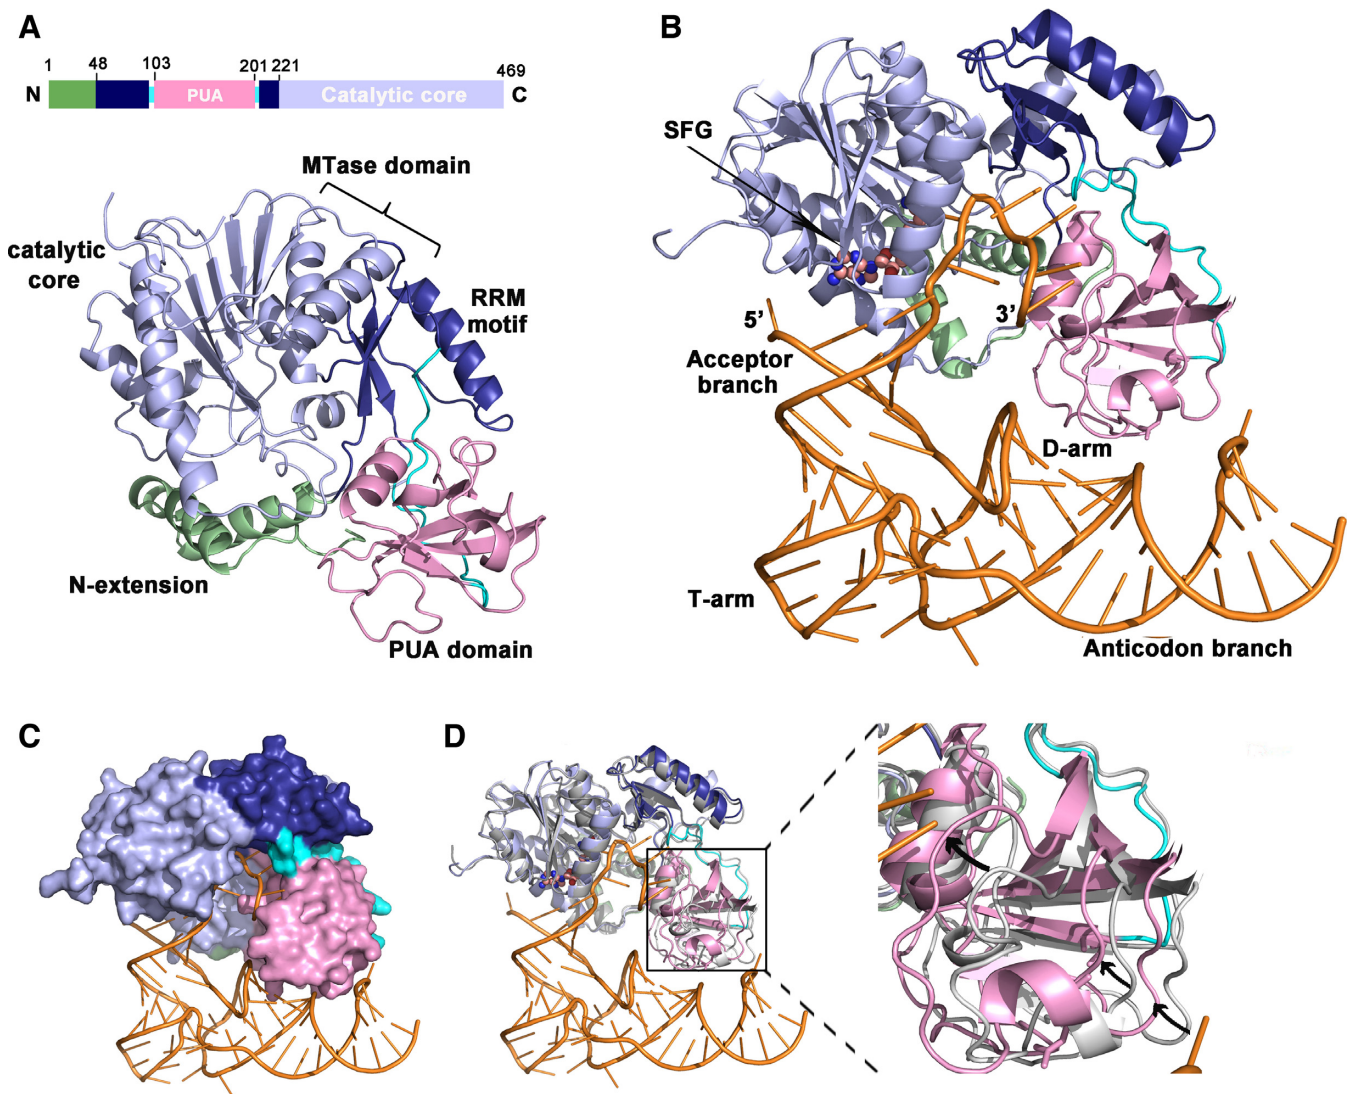 A
1 48 103 201 221 469
N PUA Catalytic core C
MTase domain
catalytic
core
RRM
motif
N-extension
PUA domain
B
SFG
5’
3’
Acceptor
branch
D-arm
T-arm
Anticodon branch
C
D